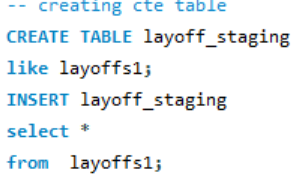 -- creating cte table
CREATE TABLE layoff_staging
like layoffs1;
INSERT layoff_staging
select *
from  layoffs1;